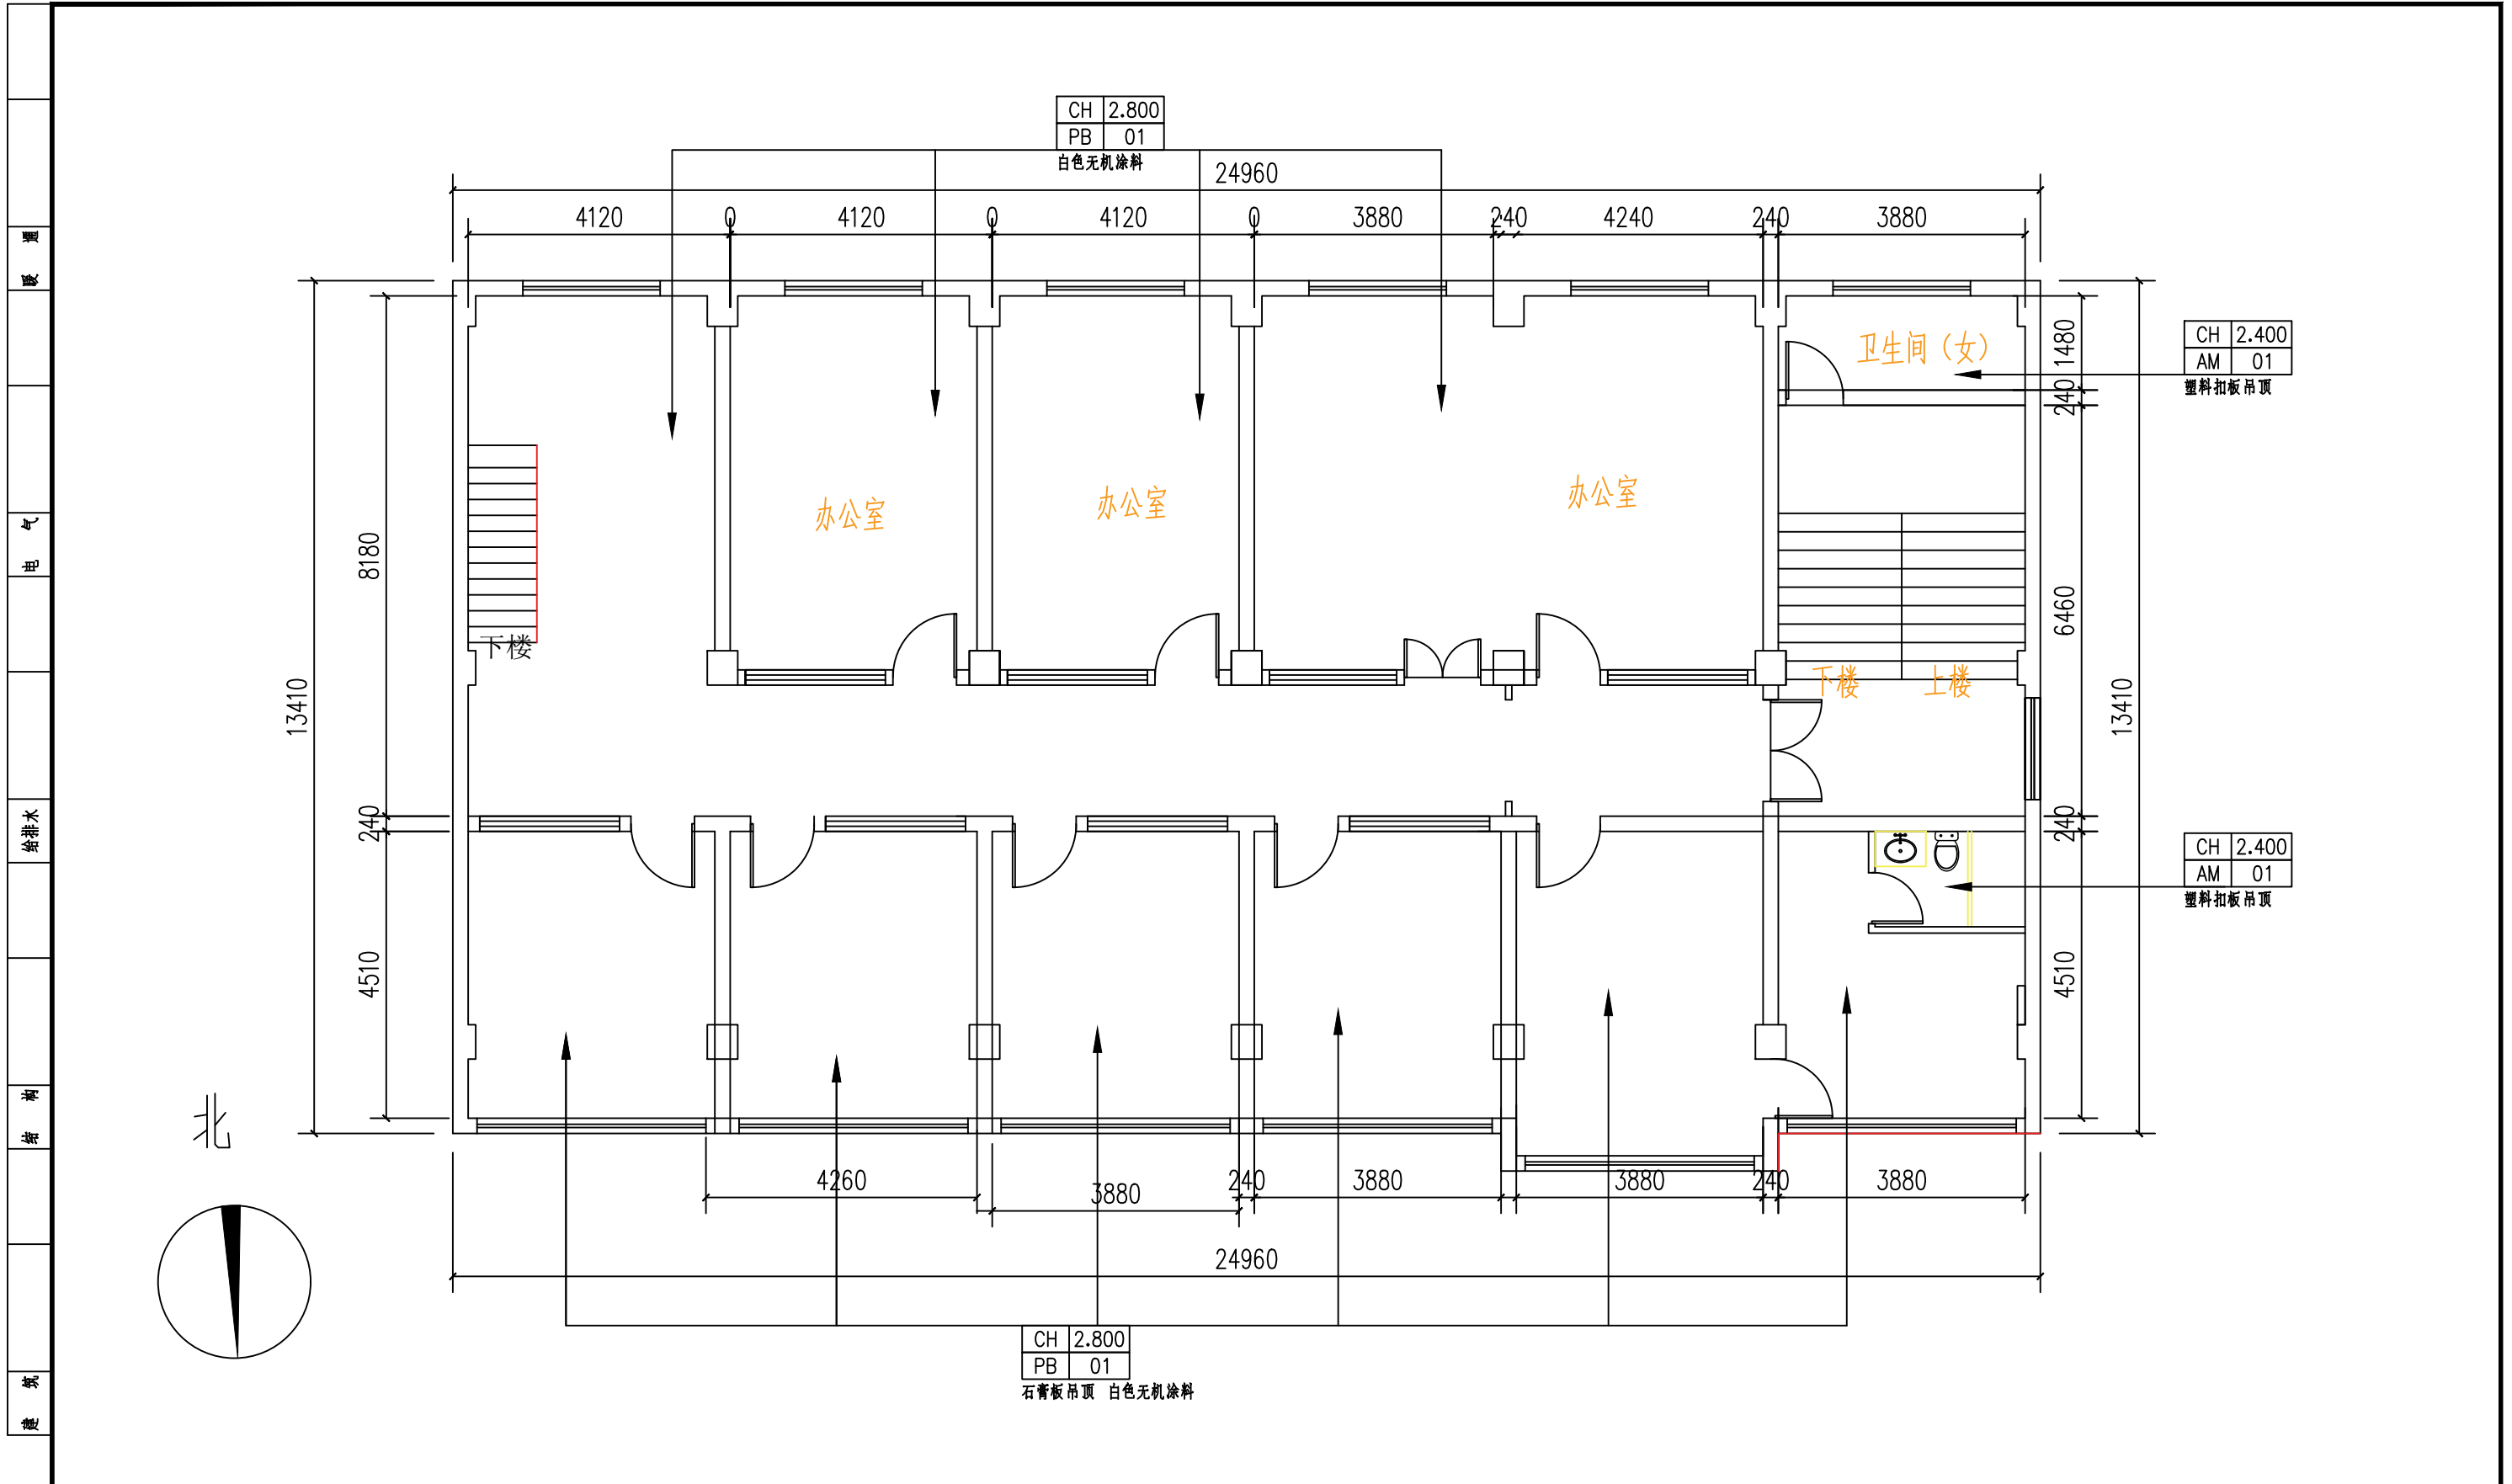 CH 2.800
PB 01
白色无机涂料
24960
4120 0 4120 0 4120 0 3880 240 4240 240 3880
通
暖
气
电
给排水
构
结
筑
建
13410
8180
240
4510
1480
240
6460
240
4510
13410
卫生间（女）
CH 2.400
AM 01
塑料扣板吊顶
办公室
办公室
办公室
下楼
下楼
上楼
CH 2.400
AM 01
塑料扣板吊顶
北
4260 3880 240 3880 3880 240 3880
24960
CH 2.800
PB 01
石膏板吊顶 白色无机涂料